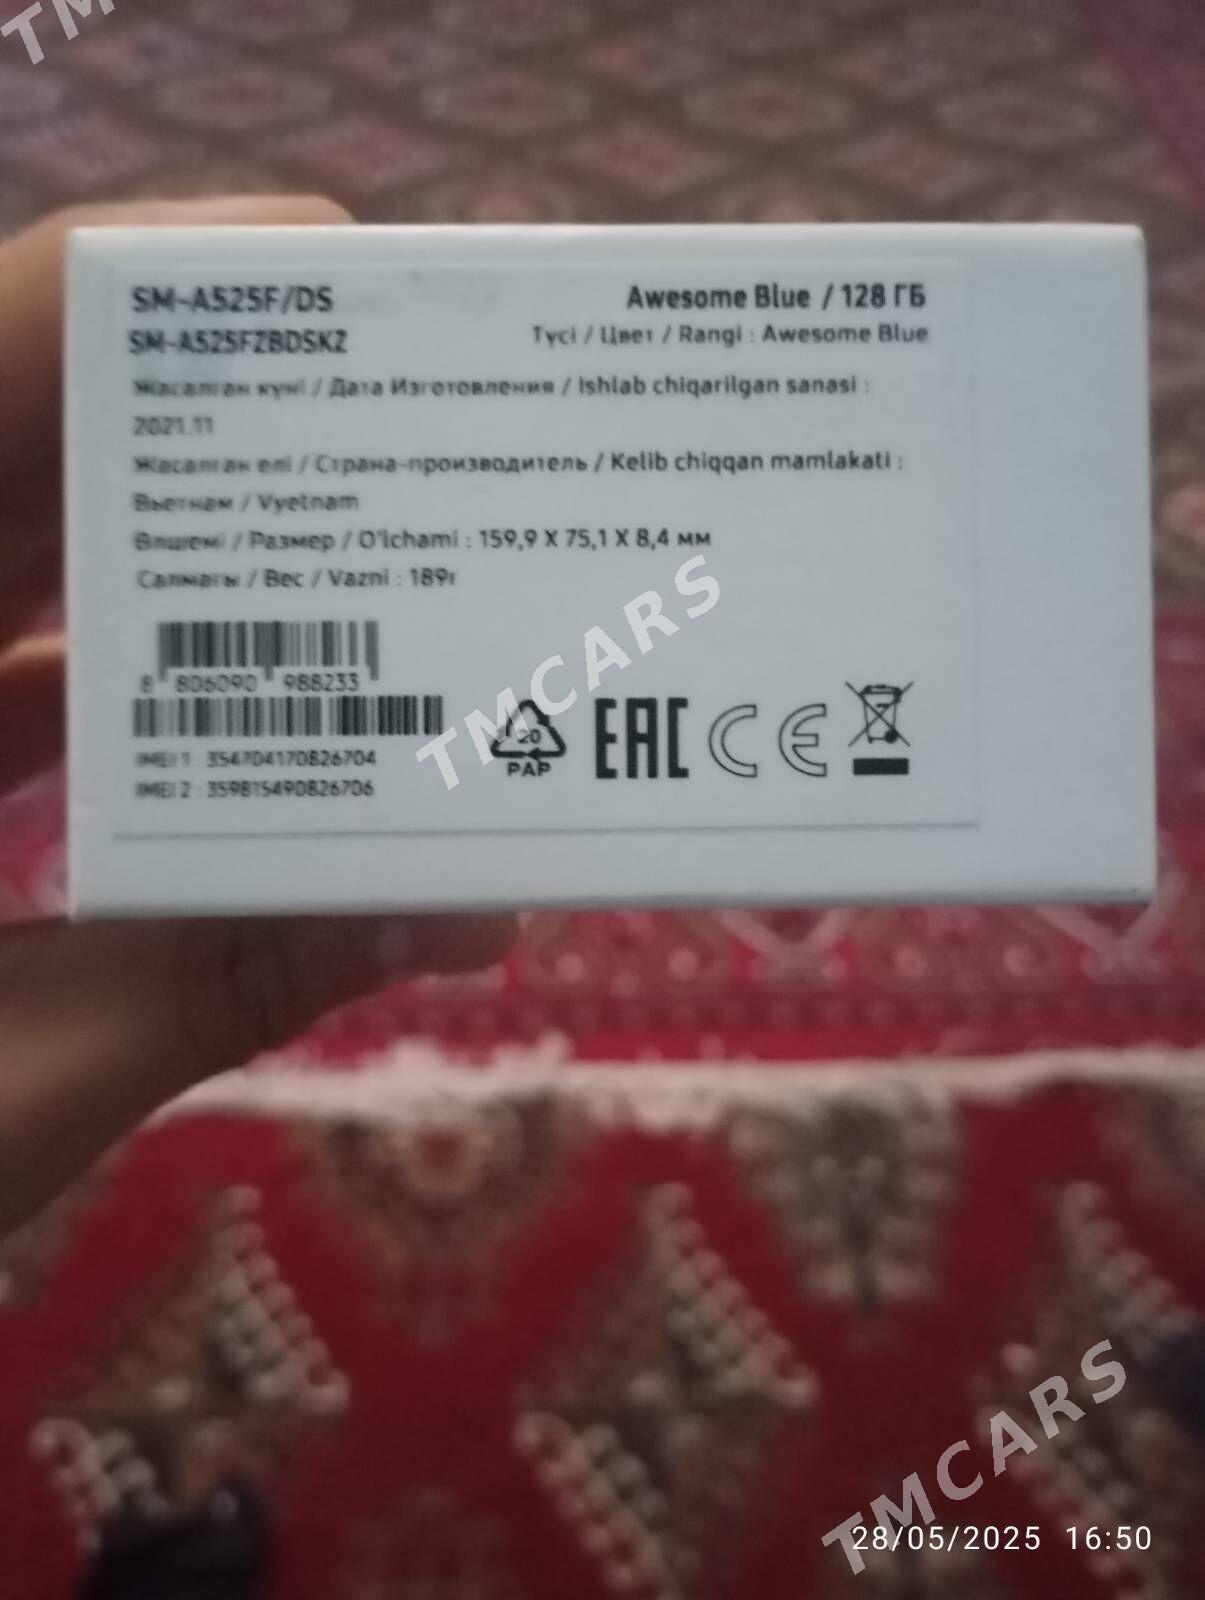 TM
SM-A525F/DS
Awesome Blue / 128 ГБ
SM-A525FZBDSKZ
Түсі / Цвет / Rangi : Awesome Blue
Жасалған күні / Дата Изготовления / Ishlab chiqarilgan sanasi :
2021.11
Жасалған елі / Страна-производитель / Kelib chiqqan mamlakati :
Вьетнам / Vyetnam
Өлшемі / Размер / O'lchami : 159,9 X 75,1 X 8,4 мм
Салмағы / Вес / Vazni : 189г
8 806090 988233
IMEI 1 : 354704170826704
IMEI 2 : 359815490826706
20
PAP
EAC
CE
TMCARS
TMCARS
28/05/2025 16:50